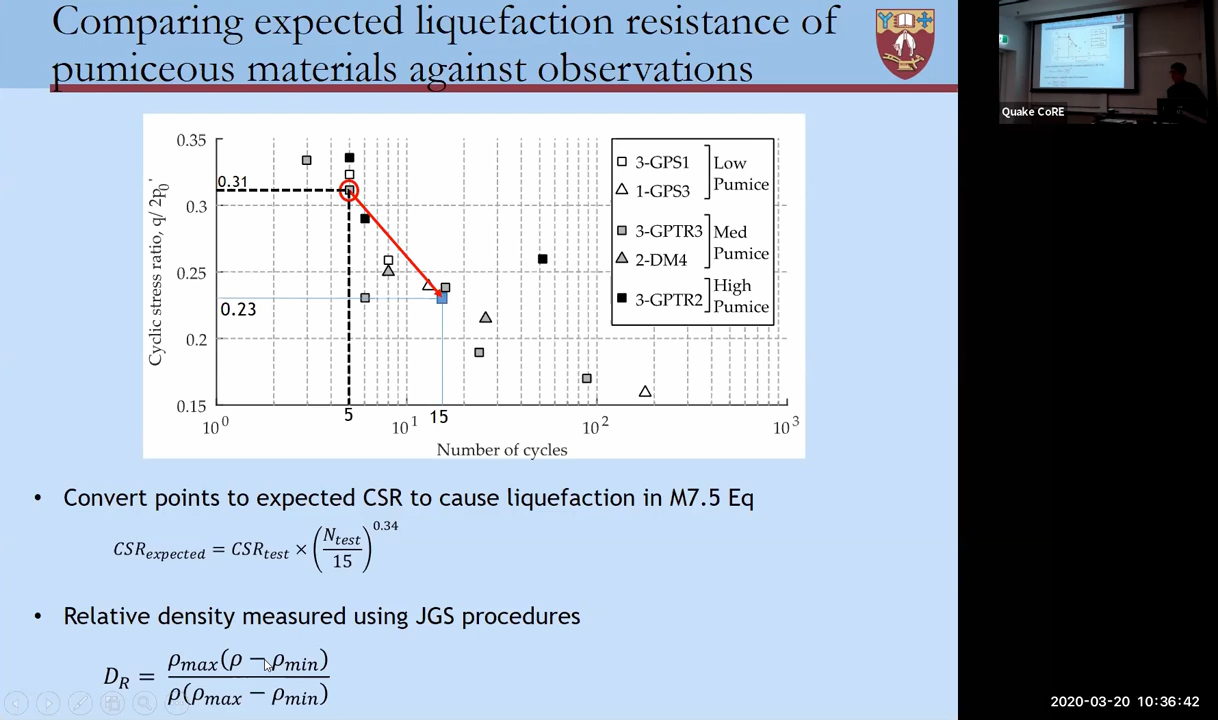 Comparing expected liquefaction resistance of
pumiceous materials against observations
Quake CoRE
0.35
0.31
0.3
0.25
0.23
0.2
0.15
Cyclic stress ratio, q/ 2p₀'
3-GPS1
1-GPS3
Low
Pumice
3-GPTR3
2-DM4
Med
Pumice
3-GPTR2
High
Pumice
5
15
10⁰
10¹
10²
10³
Number of cycles
• Convert points to expected CSR to cause liquefaction in M7.5 Eq
CSR_expected = CSR_test × (N_test / 15)^0.34
• Relative density measured using JGS procedures
D_R = ρ_max(ρ − ρ_min) / ρ(ρ_max − ρ_min)
2020-03-20 10:36:42